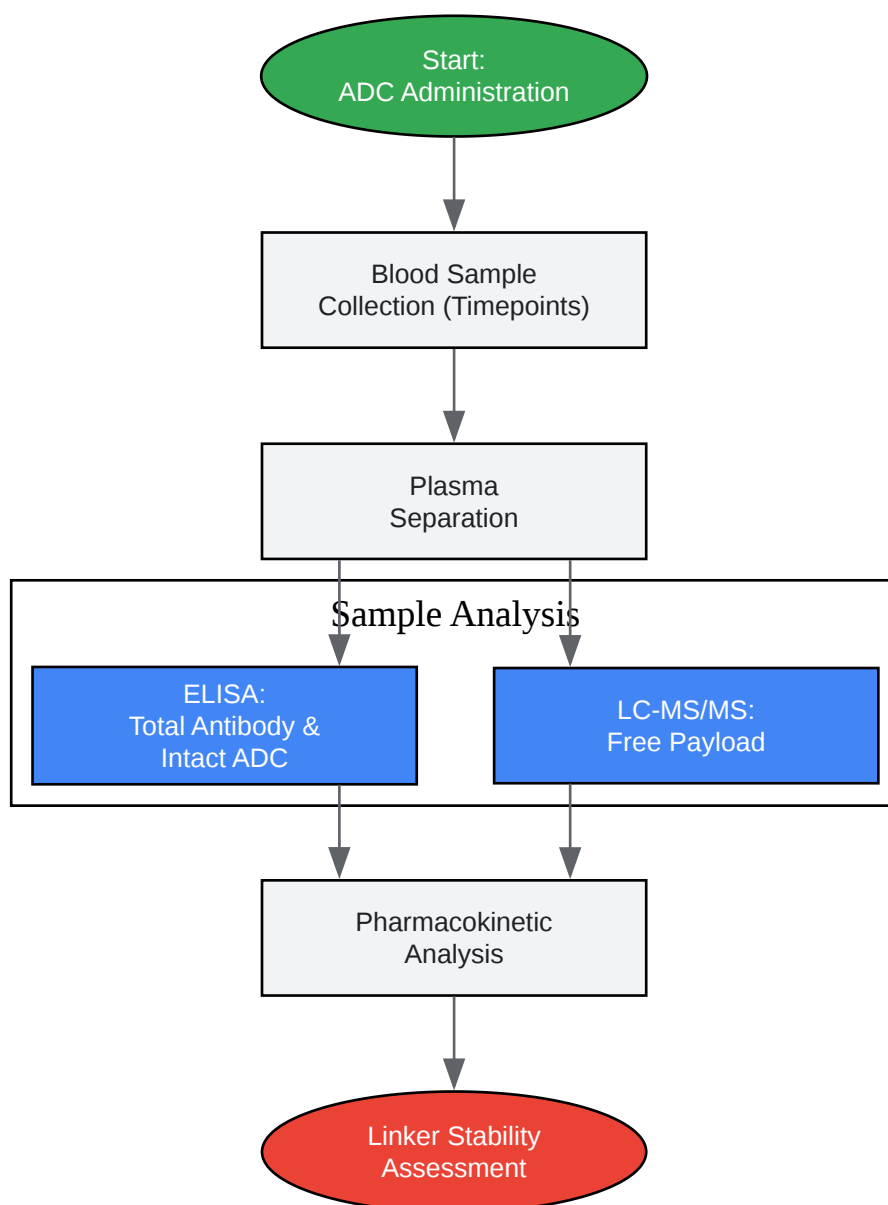 Start:
ADC Administration
Blood Sample
Collection (Timepoints)
Plasma
Separation
Sample Analysis
ELISA:
Total Antibody &
Intact ADC
LC-MS/MS:
Free Payload
Pharmacokinetic
Analysis
Linker Stability
Assessment